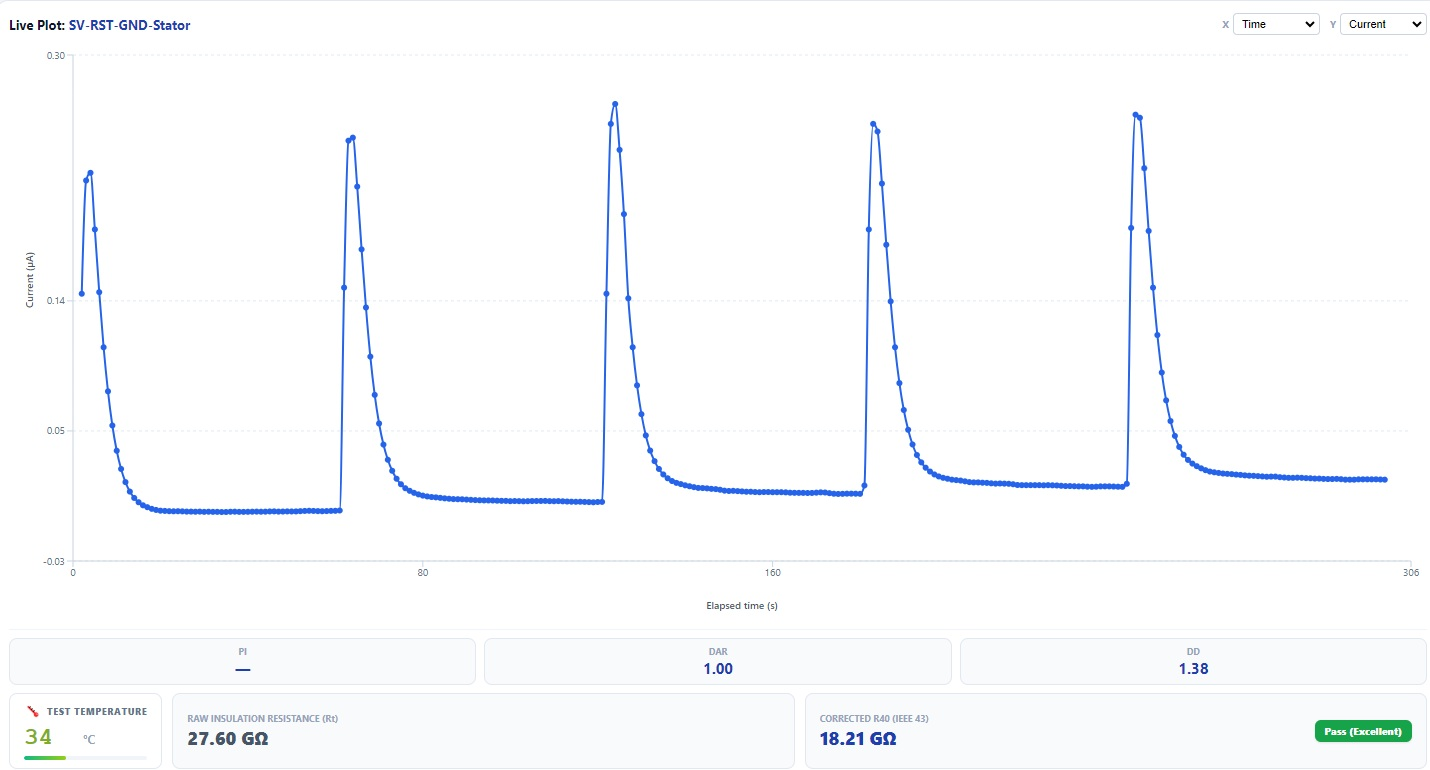 Live Plot: SV-RST-GND-Stator
X Time Y Current
0.30
0.14
0.05
-0.03
Current (µA)
0 80 160 306
Elapsed time (s)
PI
—
DAR
1.00
DD
1.38
TEST TEMPERATURE
34 °C
RAW INSULATION RESISTANCE (Rt)
27.60 GΩ
CORRECTED R40 (IEEE 43)
18.21 GΩ
Pass (Excellent)